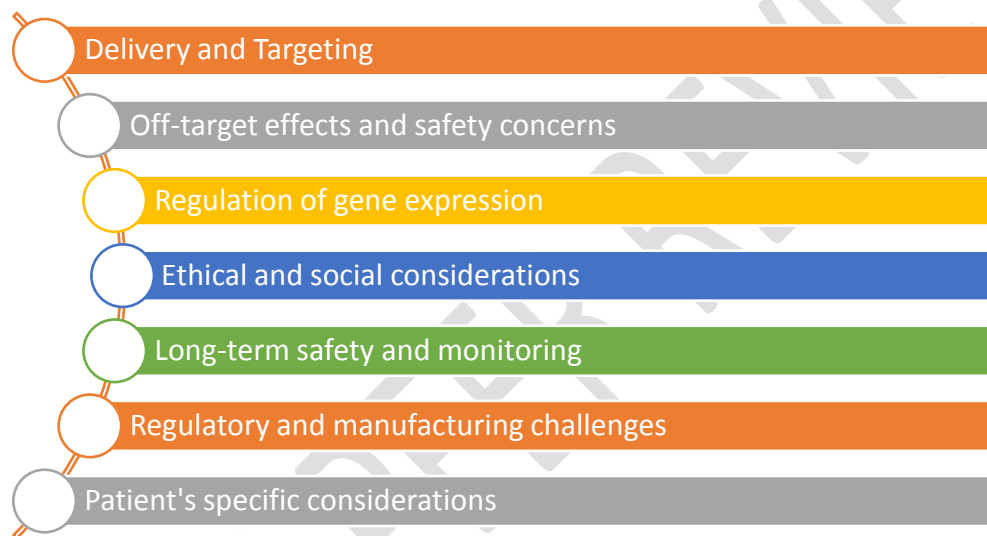 Delivery and Targeting
Off-target effects and safety concerns
Regulation of gene expression
Ethical and social considerations
Long-term safety and monitoring
Regulatory and manufacturing challenges
Patient's specific considerations